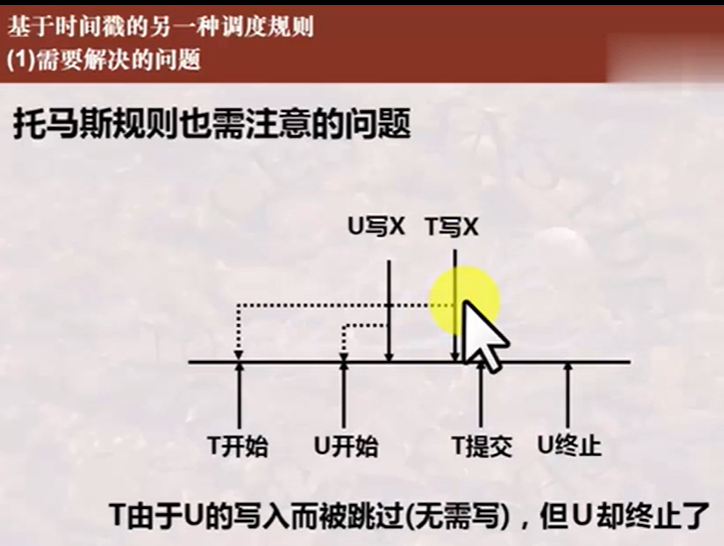 基于时间戳的另一种调度规则
(1)需要解决的问题
托马斯规则也需注意的问题
U写X T写X
T开始 U开始 T提交 U终止
T由于U的写入而被跳过(无需写)，但U却终止了